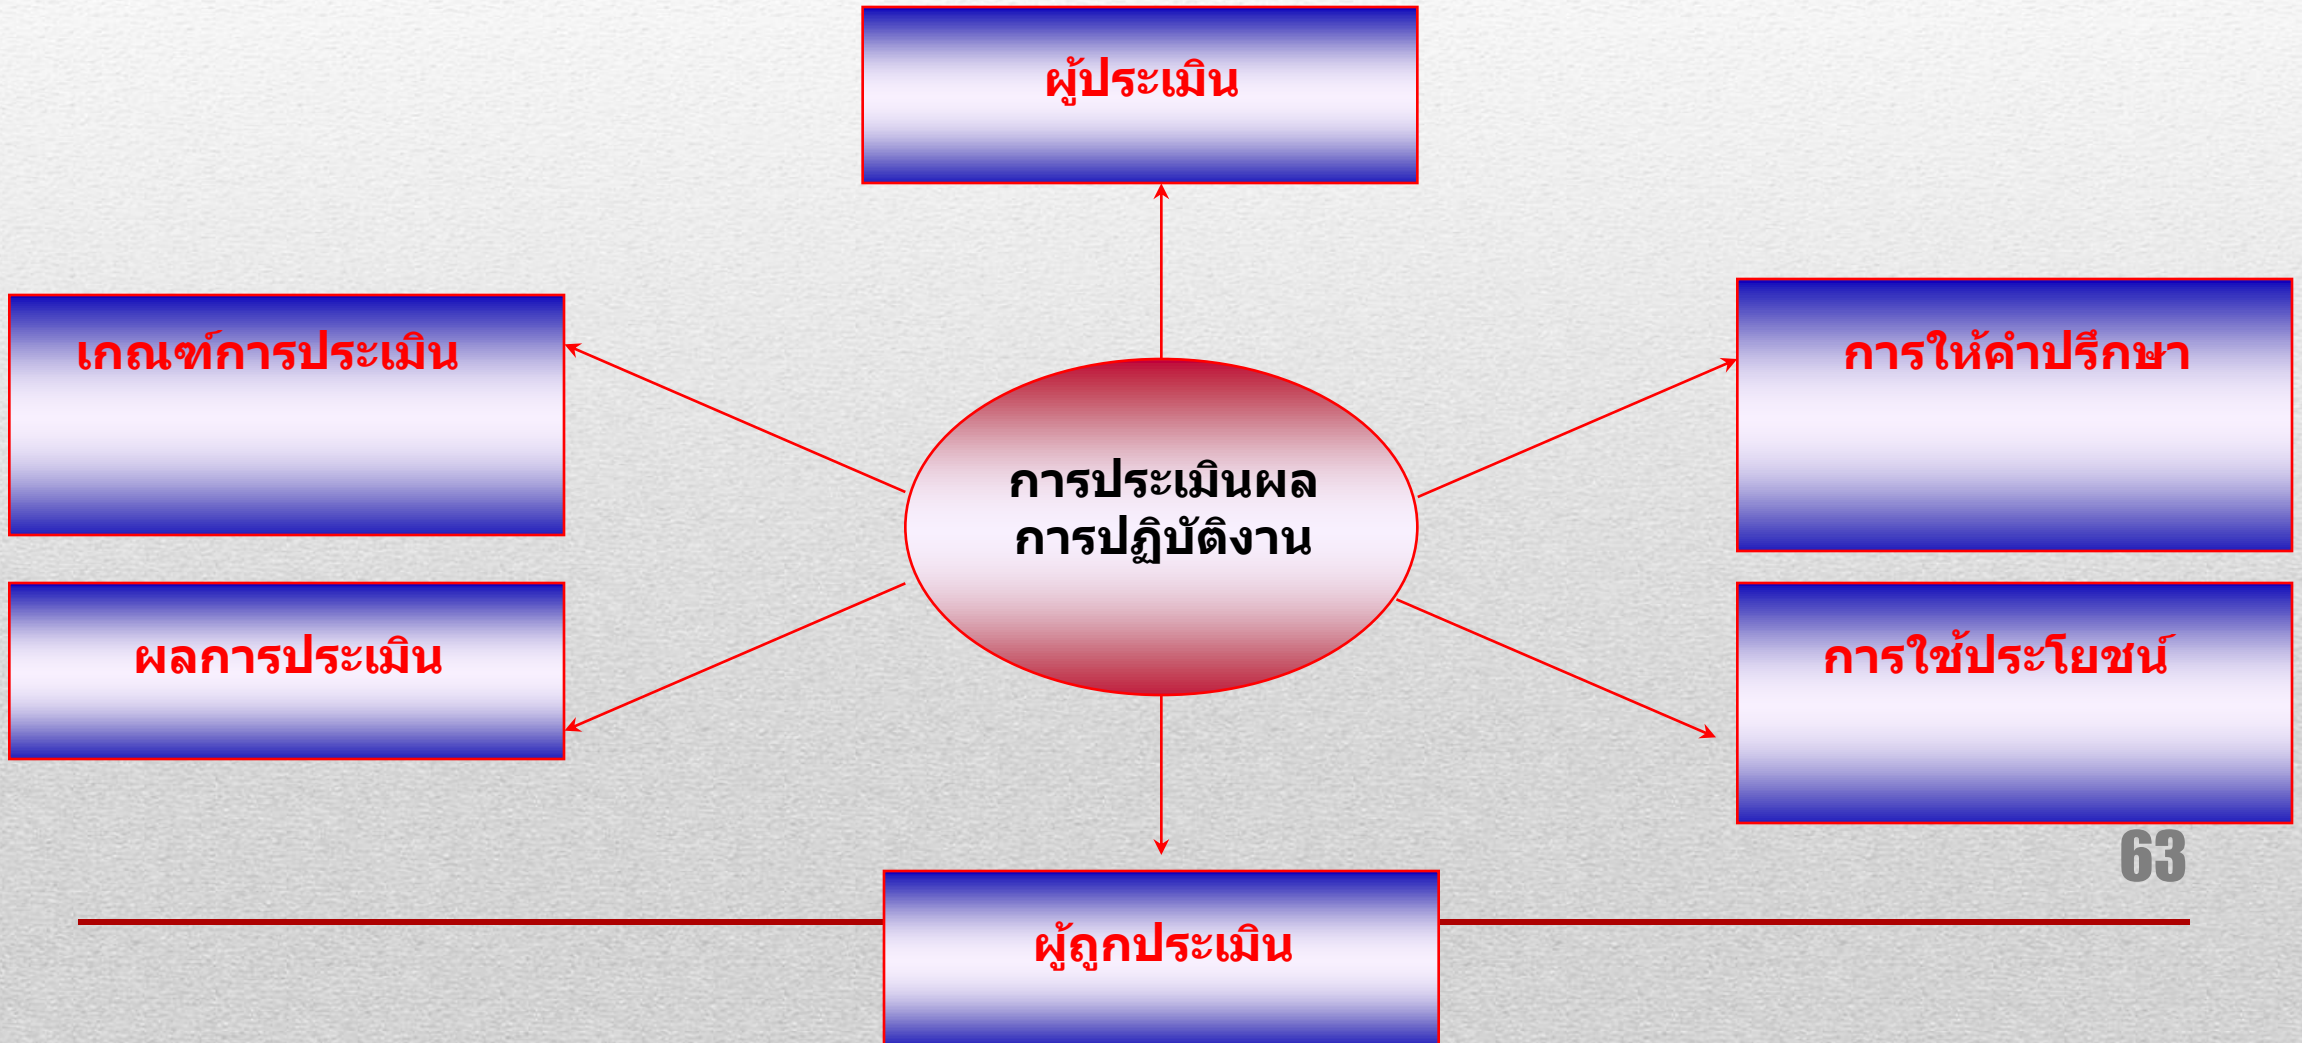 ผู้ประเมิน
เกณฑ์การประเมิน
การให้คำปรึกษา
การประเมินผล
การปฏิบัติงาน
ผลการประเมิน
การใช้ประโยชน์
63
ผู้ถูกประเมิน